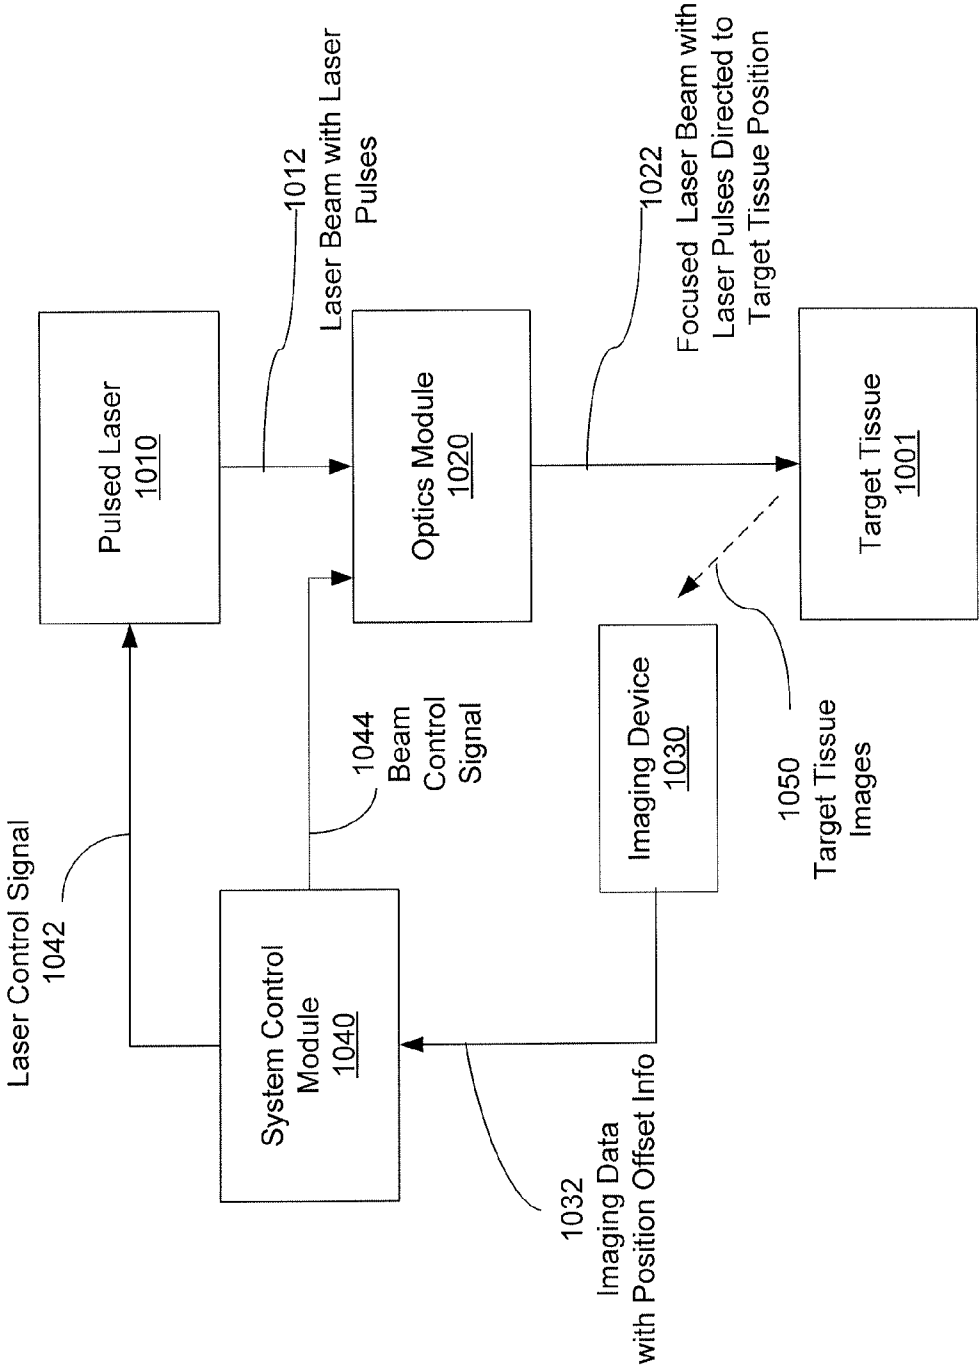 Laser Control Signal
1042
Pulsed Laser
1010
1012
Laser Beam with Laser
Pulses
System Control
Module
1040
1044
Beam
Control
Signal
Optics Module
1020
1022
Focused Laser Beam with
Laser Pulses Directed to
Target Tissue Position
1032
Imaging Data
with Position Offset Info
Imaging Device
1030
1050
Target Tissue
Images
Target Tissue
1001